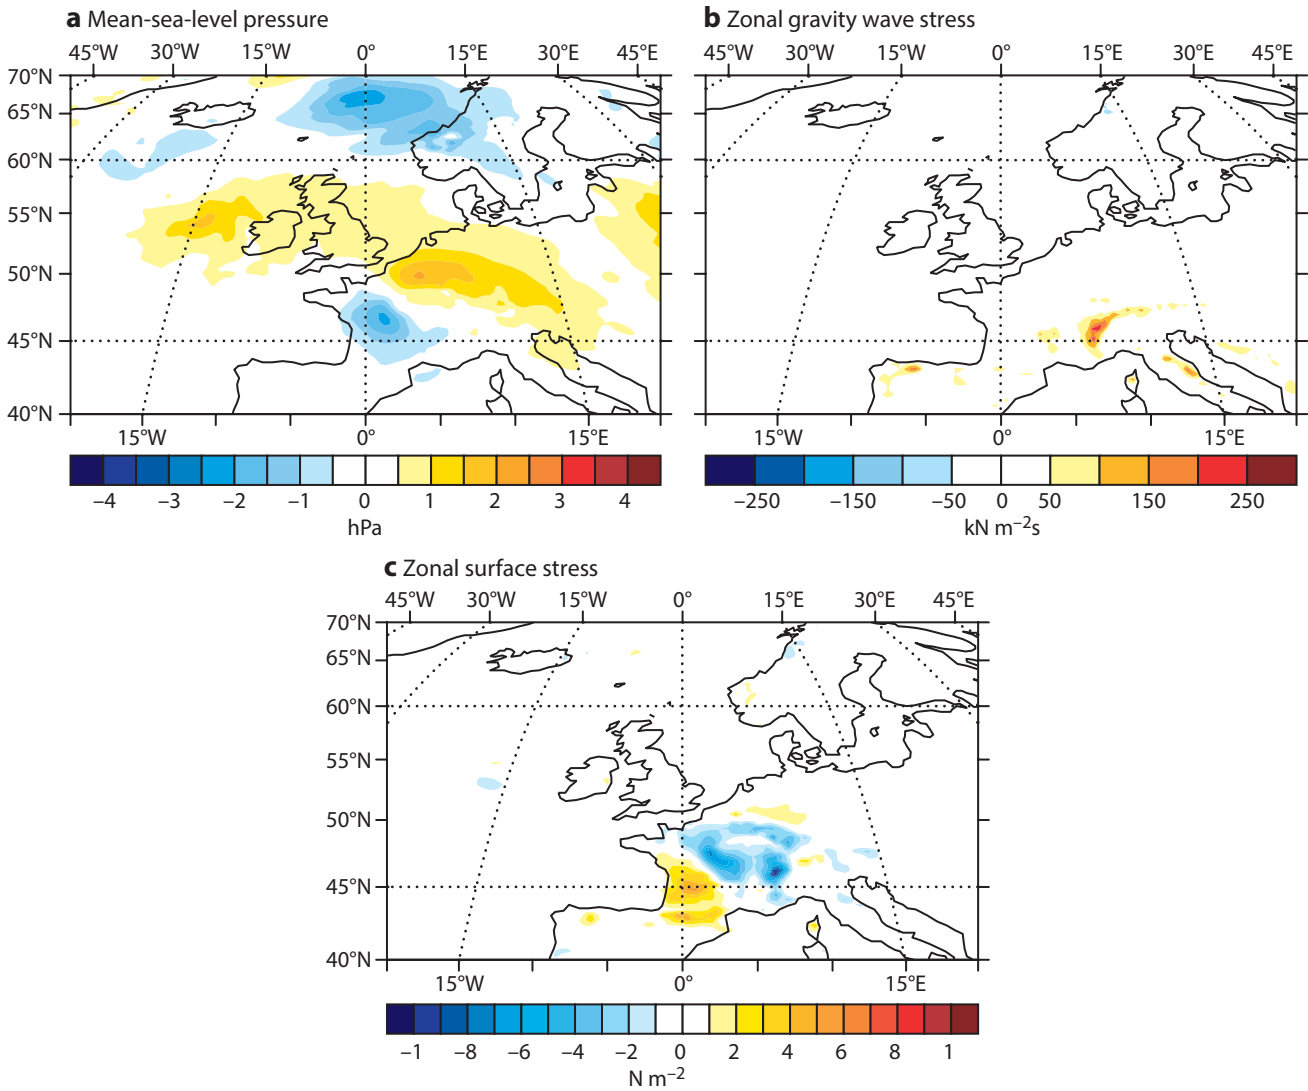 a Mean-sea-level pressure
45°W 30°W 15°W 0° 15°E 30°E 45°E
70°N
65°N
60°N
55°N
50°N
45°N
40°N
15°W 0° 15°E
−4 −3 −2 −1 0 1 2 3 4
hPa
b Zonal gravity wave stress
45°W 30°W 15°W 0° 15°E 30°E 45°E
15°W 0° 15°E
−250 −150 −50 0 50 150 250
kN m⁻²s
c Zonal surface stress
45°W 30°W 15°W 0° 15°E 30°E 45°E
70°N
65°N
60°N
55°N
50°N
45°N
40°N
15°W 0° 15°E
−1 −8 −6 −4 −2 0 2 4 6 8 1
N m⁻²